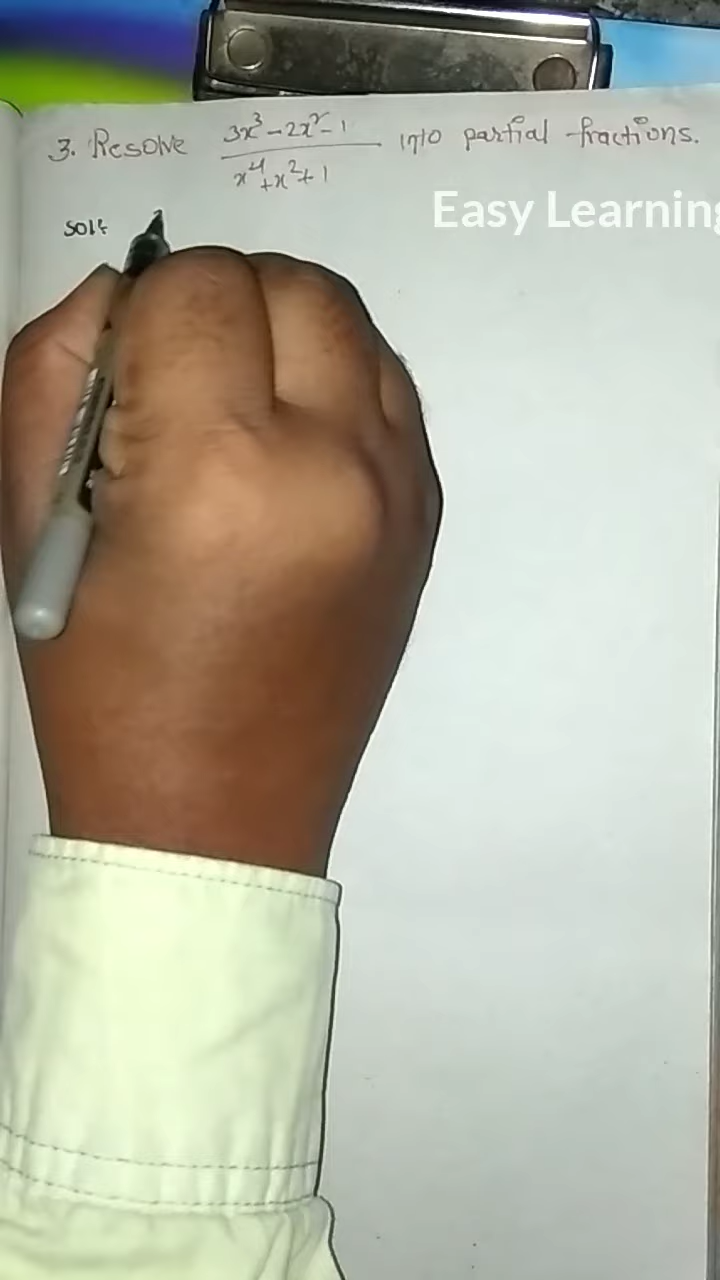 3. Resolve 3x³-2x²-1 / x⁴+x²+1 into partial fractions.
Sol:
Easy Learning